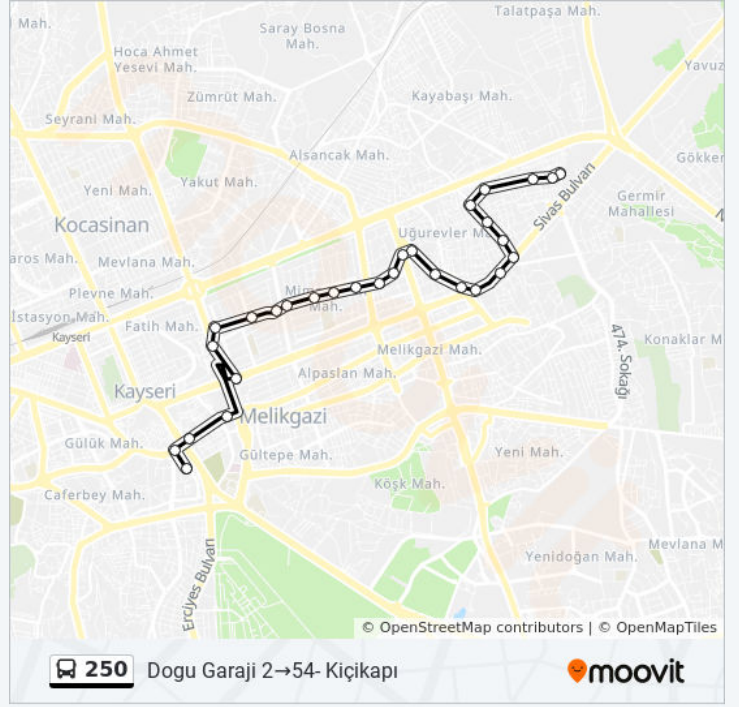 Mah.
Talatpaşa Mah.
Saray Bosna
Mah.
Hoca Ahmet
Yesevi Mah.
Yavuz
Zümrüt Mah.
Kayabaşı Mah.
Seyrani Mah.
Alsancak Mah.
Gökker
Yakut Mah.
Yeni Mah.
Sivas Bulvarı
Germir
Mahallesi
Kocasinan
Uğurevler M
aros Mah.
Mevlana Mah.
Plevne Mah.
Mim
Mah.
İstasyon Mah.
Fatih Mah.
Kayseri
474. Sokağı
Konaklar M
Melikgazi Mah.
Alpaslan Mah.
Kayseri
Melikgazi
Gülük Mah.
Gültepe Mah.
Yeni Mah.
Köşk Mah.
Caferbey Mah.
Mevlana M
Yenidoğan Mah.
Erciyes Bulvarı
© OpenStreetMap contributors | © OpenMapTiles
250 Dogu Garaji 2→54- Kiçikapı
moovit